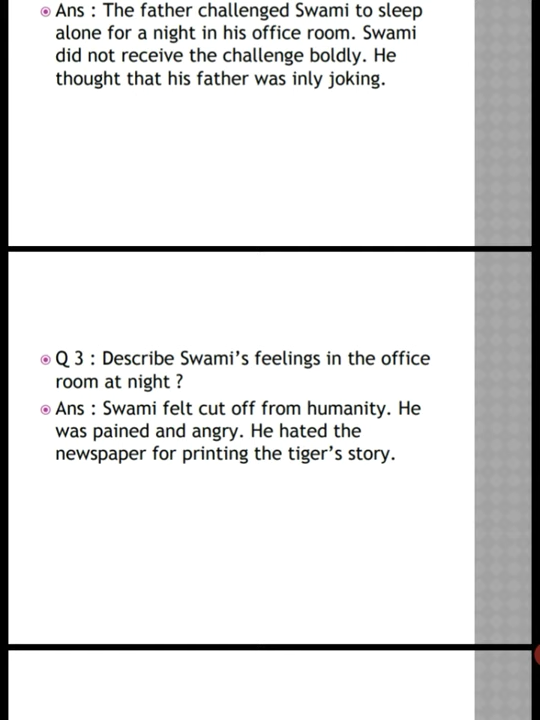 Ans : The father challenged Swami to sleep
alone for a night in his office room. Swami
did not receive the challenge boldly. He
thought that his father was inly joking.
Q 3 : Describe Swami’s feelings in the office
room at night ?
Ans : Swami felt cut off from humanity. He
was pained and angry. He hated the
newspaper for printing the tiger’s story.